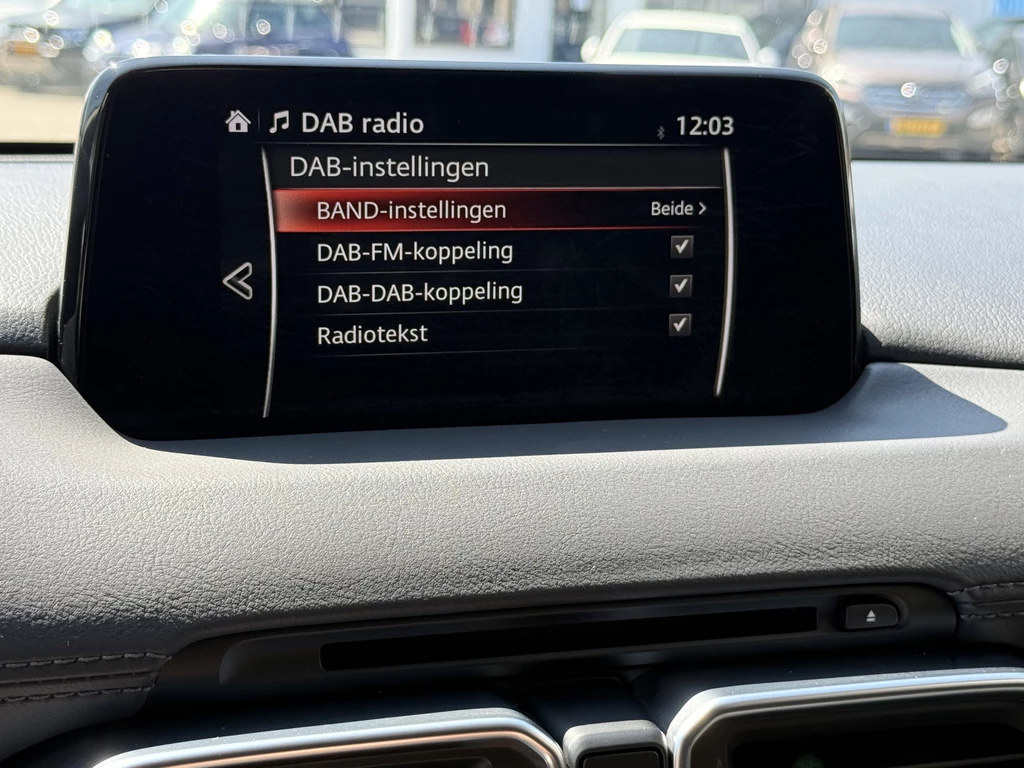 DAB radio 12:03
DAB-instellingen
BAND-instellingen Beide >
DAB-FM-koppeling
DAB-DAB-koppeling
Radiotekst